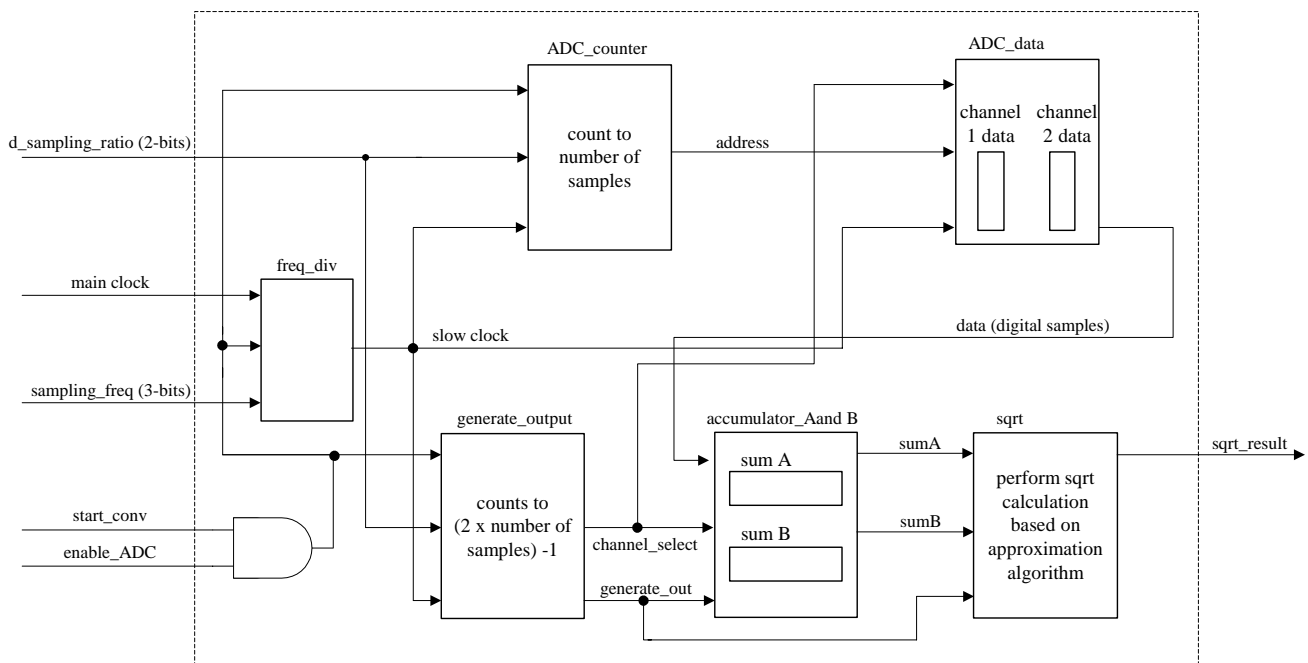 ADC_counter
ADC_data
d_sampling_ratio (2-bits)
count to
number of
samples
address
channel
1 data
channel
2 data
freq_div
main clock
slow clock
data (digital samples)
sampling_freq (3-bits)
generate_output
counts to
(2 x number of
samples) -1
accumulator_Aand B
sum A
sum B
sumA
sumB
sqrt
perform sqrt
calculation
based on
approximation
algorithm
sqrt_result
start_conv
enable_ADC
channel_select
generate_out